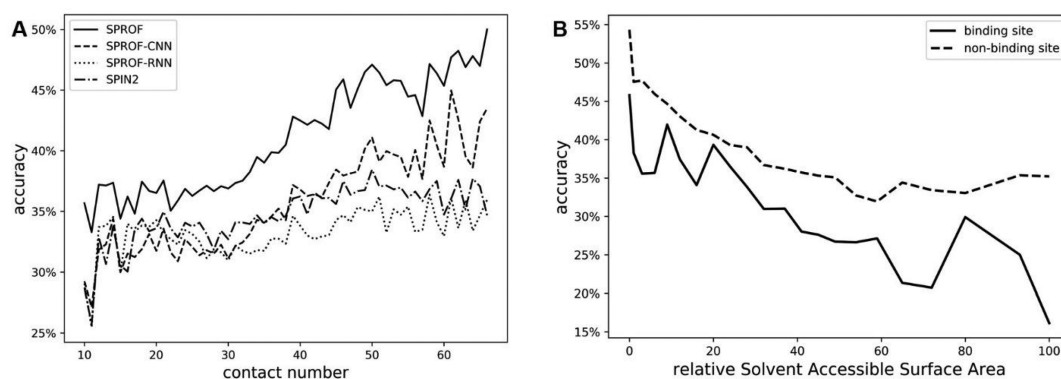 A
SPROF
SPROF-CNN
SPROF-RNN
SPIN2
50%
45%
40%
35%
30%
25%
accuracy
10 20 30 40 50 60
contact number
B
binding site
non-binding site
55%
50%
45%
40%
35%
30%
25%
20%
15%
accuracy
0 20 40 60 80 100
relative Solvent Accessible Surface Area